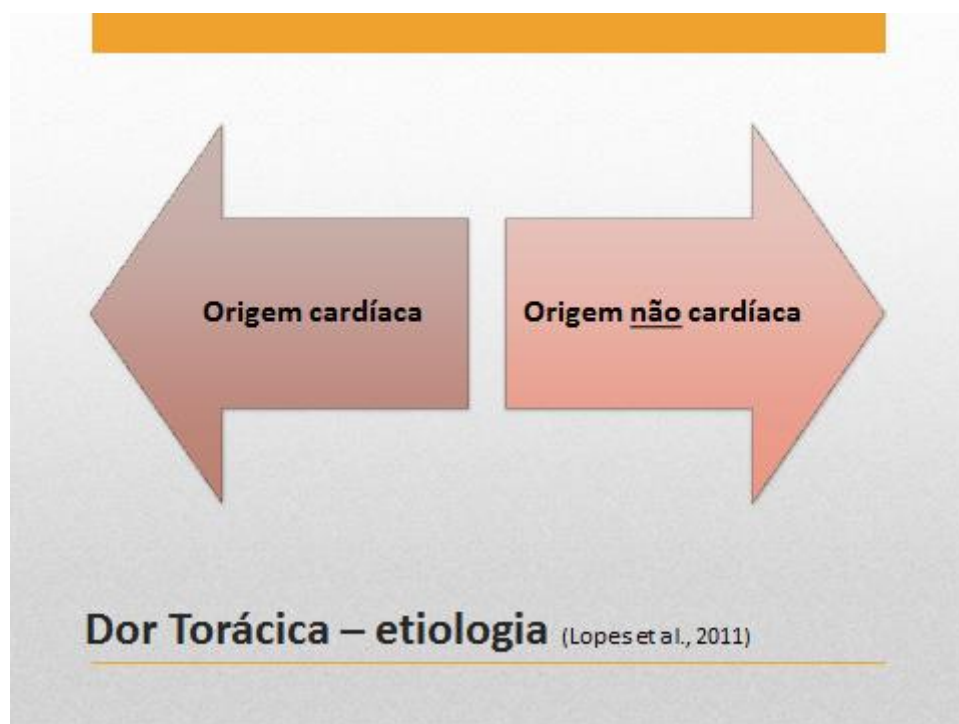 Origem cardíaca
Origem não cardíaca
Dor Torácica – etiologia (Lopes et al., 2011)